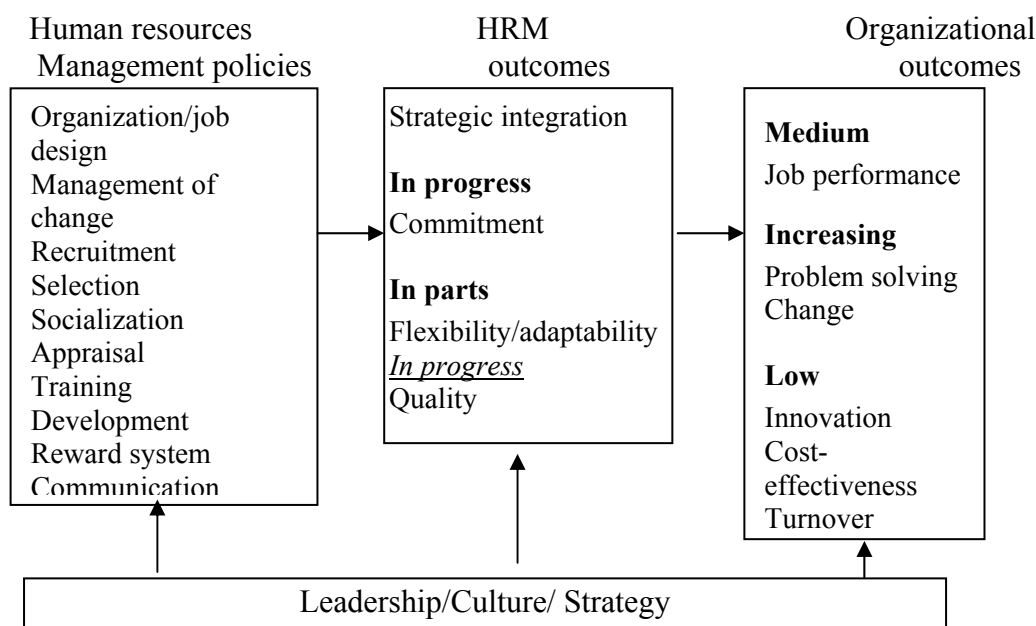 Human resources
Management policies
Organization/job
design
Management of
change
Recruitment
Selection
Socialization
Appraisal
Training
Development
Reward system
Communication
HRM
outcomes
Strategic integration
In progress
Commitment
In parts
Flexibility/adaptability
In progress
Quality
Organizational
outcomes
Medium
Job performance
Increasing
Problem solving
Change
Low
Innovation
Cost-
effectiveness
Turnover
Leadership/Culture/ Strategy